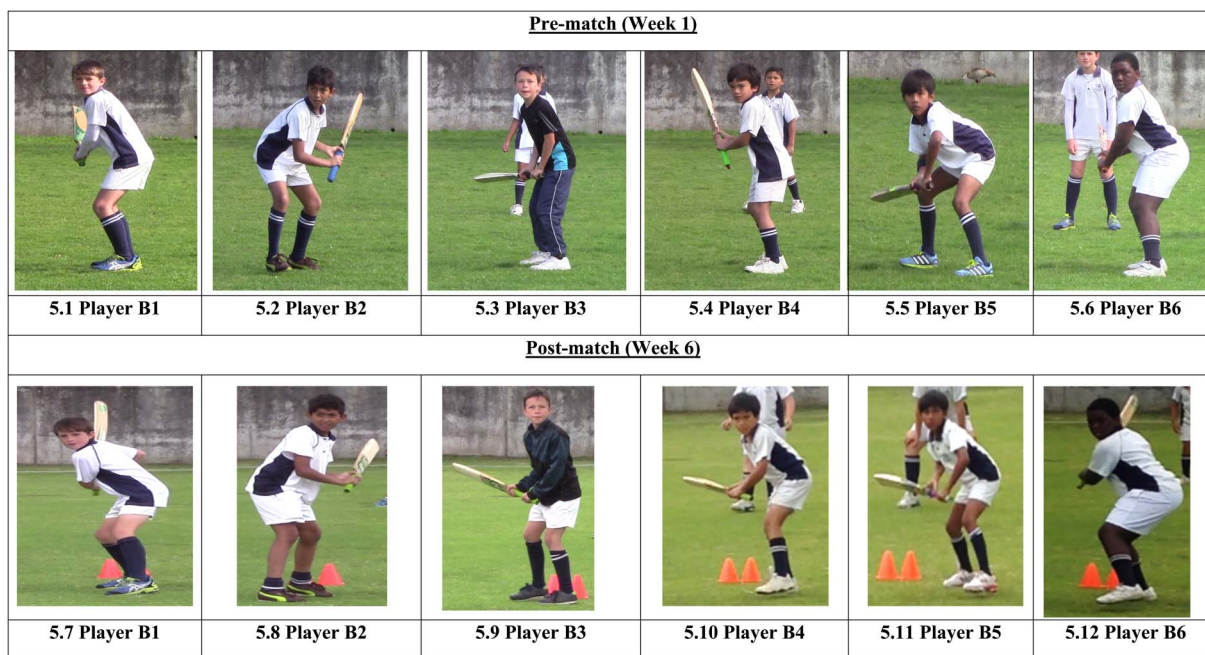 Pre-match (Week 1)
5.1 Player B1
5.2 Player B2
5.3 Player B3
5.4 Player B4
5.5 Player B5
5.6 Player B6
Post-match (Week 6)
5.7 Player B1
5.8 Player B2
5.9 Player B3
5.10 Player B4
5.11 Player B5
5.12 Player B6